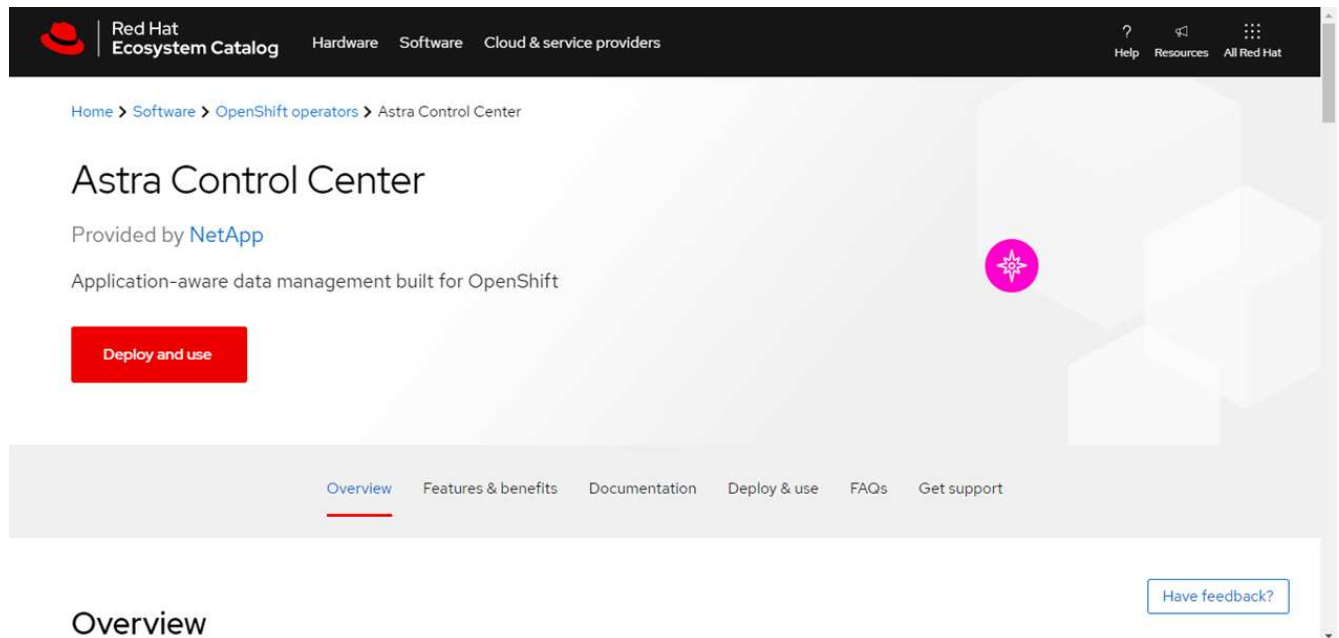 Red Hat
Ecosystem Catalog
Hardware Software Cloud & service providers
?
Help Resources All Red Hat
Home > Software > OpenShift operators > Astra Control Center
Astra Control Center
Provided by NetApp
Application-aware data management built for OpenShift
Deploy and use
Overview Features & benefits Documentation Deploy & use FAQs Get support
Have feedback?
Overview